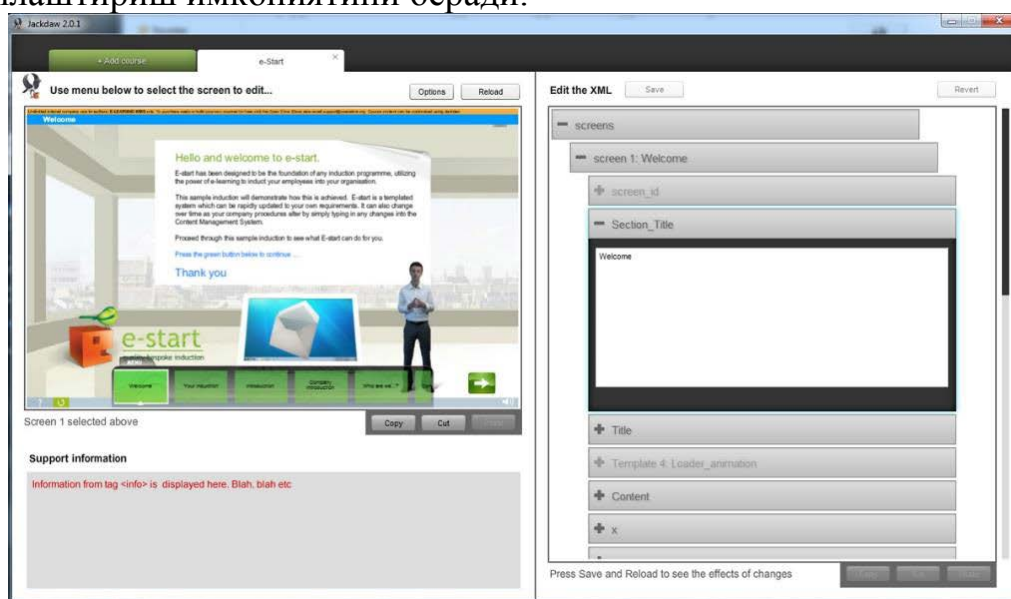 лаштириш имкониятини беради.
Jackdaw 2.0.1
+ Add course
e-Start
Use menu below to select the screen to edit...
Options
Reload
Welcome
Hello and welcome to e-start.
E-start has been designed to be the foundation of any induction programme, utilizing
the power of e-learning to induct your employees into your organisation.
This sample induction will demonstrate how this is achieved. E-start is a templated
system which can be rapidly updated to your own requirements. It can also change
over time as your company procedures alter by simply typing in any changes into the
Content Management System.
Proceed through this sample induction to see what E-start can do for you.
Press the green button below to continue ...
Thank you
e-start
bespoke induction
Welcome
Your induction
Introduction
Company introduction
Who are we...?
Screen 1 selected above
Copy
Cut
Support information
Information from tag <info> is displayed here. Blah, blah etc
Edit the XML
Save
Revert
screens
screen 1: Welcome
screen_id
Section_Title
Welcome
Title
Template 4: Loader_animation
Content
x
Press Save and Reload to see the effects of changes